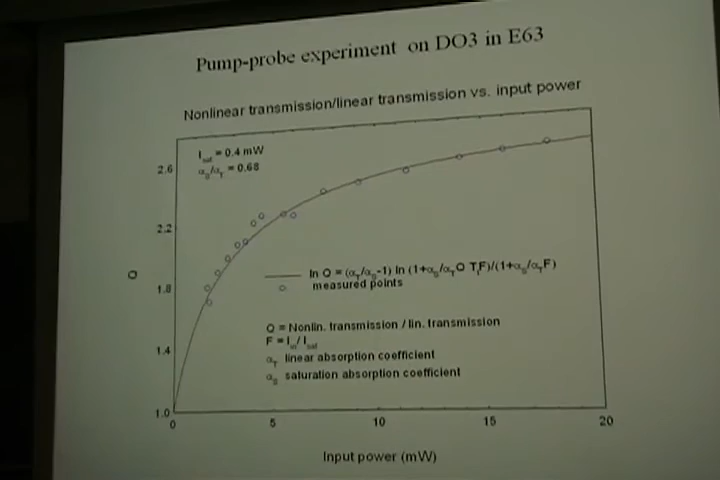 Pump-probe experiment on DO3 in E63
Nonlinear transmission/linear transmission vs. input power
I_sat = 0.4 mW
α_S/α_T = 0.68
2.6
2.2
1.8
1.4
1.0
Q
ln Q = (α_T/α_S-1) ln (1+α_S/α_T Q T_l F)/(1+α_S/α_T F)
measured points
Q = Nonlin. transmission / lin. transmission
F = I_in / I_sat
α_T linear absorption coefficient
α_S saturation absorption coefficient
0 5 10 15 20
Input power (mW)